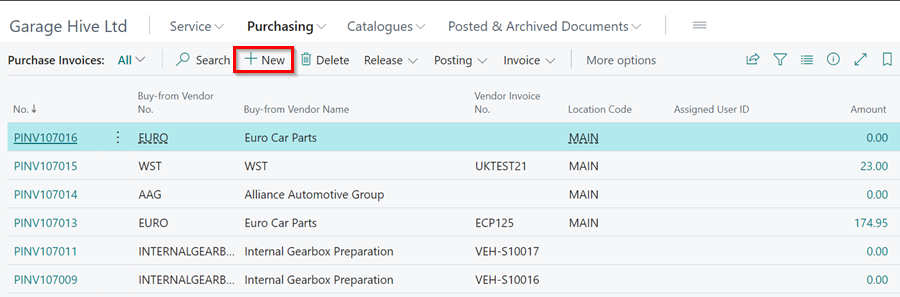 Garage Hive Ltd Service Purchasing Catalogues Posted & Archived Documents
Purchase Invoices: All Search New Delete Release Posting Invoice More options
Buy-from Vendor Vendor Invoice
No. ↓ No. Buy-from Vendor Name No. Location Code Assigned User ID Amount
PINV107016 EURO Euro Car Parts MAIN 0.00
PINV107015 WST WST UKTEST21 MAIN 23.00
PINV107014 AAG Alliance Automotive Group MAIN 0.00
PINV107013 EURO Euro Car Parts ECP125 MAIN 174.95
PINV107011 INTERNALGEARB... Internal Gearbox Preparation VEH-S10017 0.00
PINV107009 INTERNALGEARB... Internal Gearbox Preparation VEH-S10016 0.00